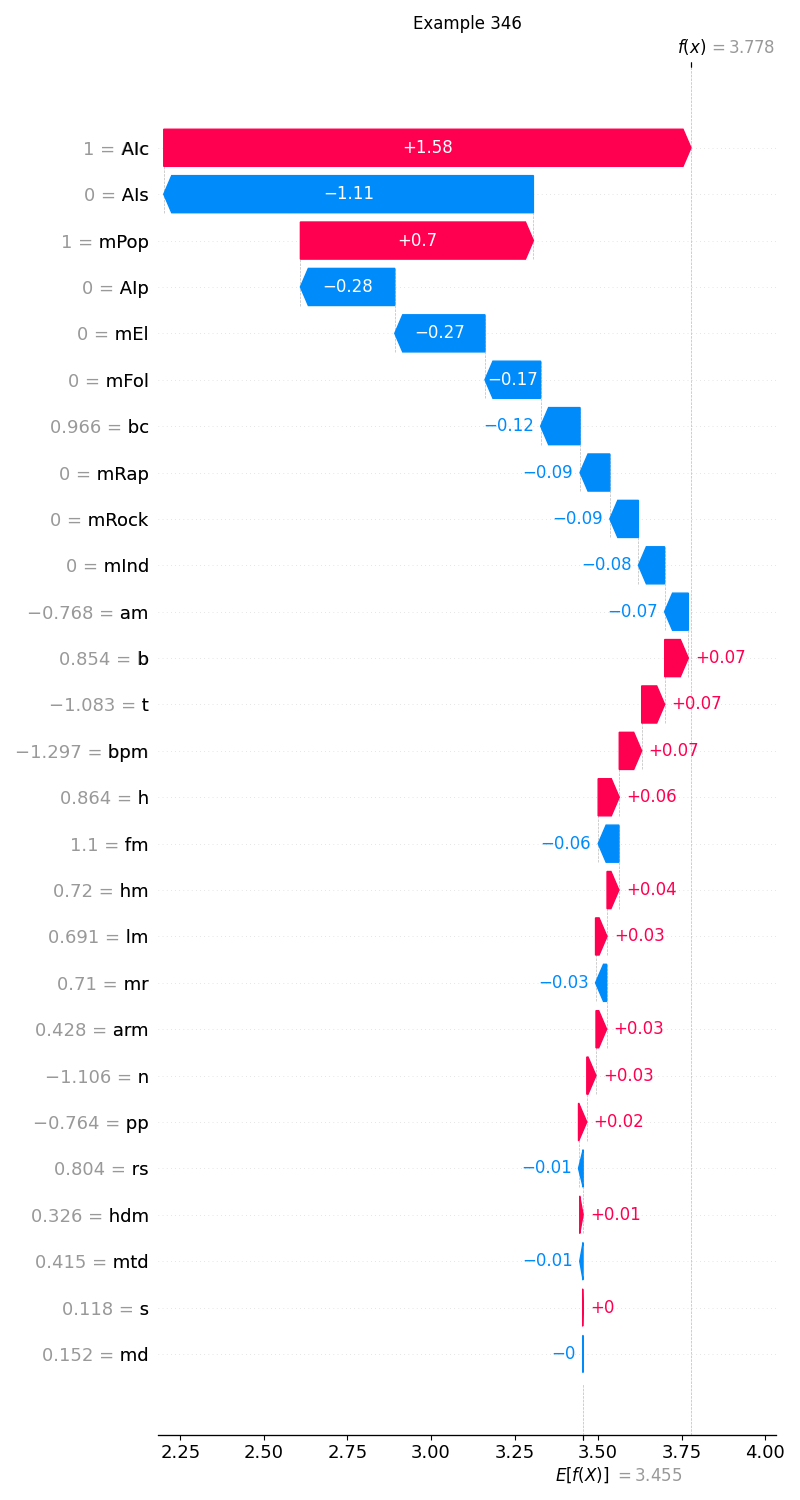 Example 346
f(x) = 3.778
1 = AIc
+1.58
0 = AIs
−1.11
1 = mPop
+0.7
0 = AIp
−0.28
0 = mEl
−0.27
0 = mFol
−0.17
0.966 = bc
−0.12
0 = mRap
−0.09
0 = mRock
−0.09
0 = mInd
−0.08
−0.768 = am
−0.07
0.854 = b
+0.07
−1.083 = t
+0.07
−1.297 = bpm
+0.07
0.864 = h
+0.06
1.1 = fm
−0.06
0.72 = hm
+0.04
0.691 = lm
+0.03
0.71 = mr
−0.03
0.428 = arm
+0.03
−1.106 = n
+0.03
−0.764 = pp
+0.02
0.804 = rs
−0.01
0.326 = hdm
+0.01
0.415 = mtd
−0.01
0.118 = s
+0
0.152 = md
−0
2.25 2.50 2.75 3.00 3.25 3.50 3.75 4.00
E[f(X)] = 3.455